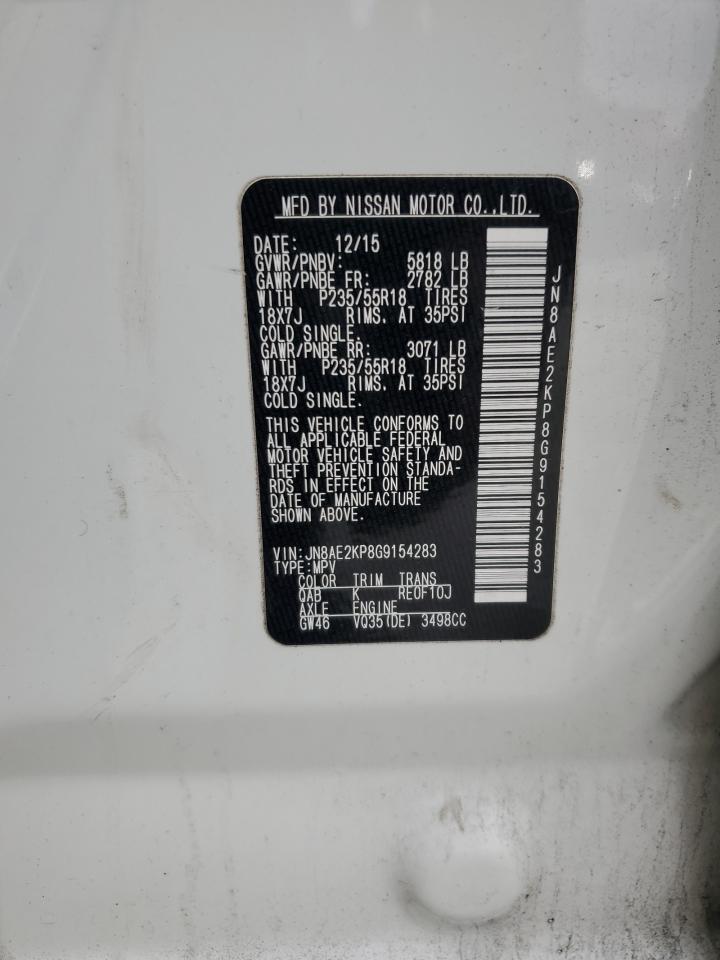 MFD BY NISSAN MOTOR CO.,LTD.
DATE: 12/15
GVWR/PNBV: 5818 LB
GAWR/PNBE FR: 2782 LB
WITH P235/55R18 TIRES
18X7J RIMS. AT 35PSI
COLD SINGLE.
GAWR/PNBE RR: 3071 LB
WITH P235/55R18 TIRES
18X7J RIMS. AT 35PSI
COLD SINGLE.
THIS VEHICLE CONFORMS TO
ALL APPLICABLE FEDERAL
MOTOR VEHICLE SAFETY AND
THEFT PREVENTION STANDA-
RDS IN EFFECT ON THE
DATE OF MANUFACTURE
SHOWN ABOVE.
VIN:JN8AE2KP8G9154283
TYPE:MPV
COLOR TRIM TRANS
QAB K RE0F10J
AXLE ENGINE
GW46 VQ35(DE) 3498CC
JN8AE2KP8G9154283